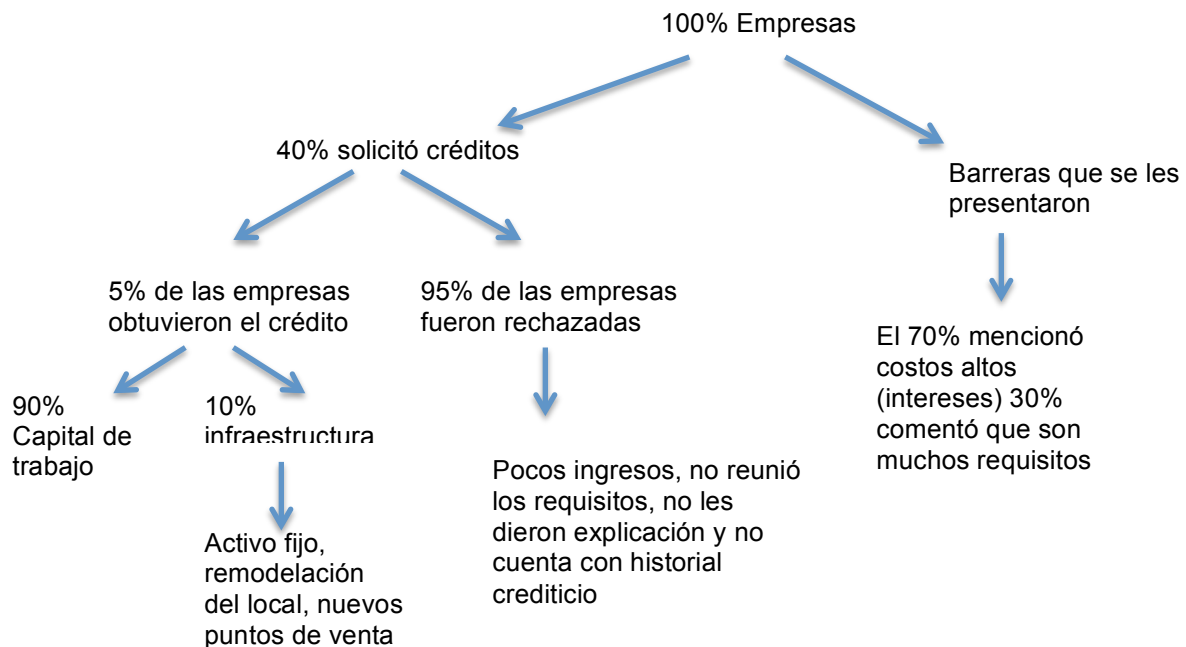 100% Empresas
40% solicitó créditos
Barreras que se les
presentaron
5% de las empresas
obtuvieron el crédito
95% de las empresas
fueron rechazadas
El 70% mencionó
costos altos
(intereses) 30%
comentó que son
muchos requisitos
90%
Capital de
trabajo
10%
infraestructura
Pocos ingresos, no reunió
los requisitos, no les
dieron explicación y no
cuenta con historial
crediticio
Activo fijo,
remodelación
del local, nuevos
puntos de venta